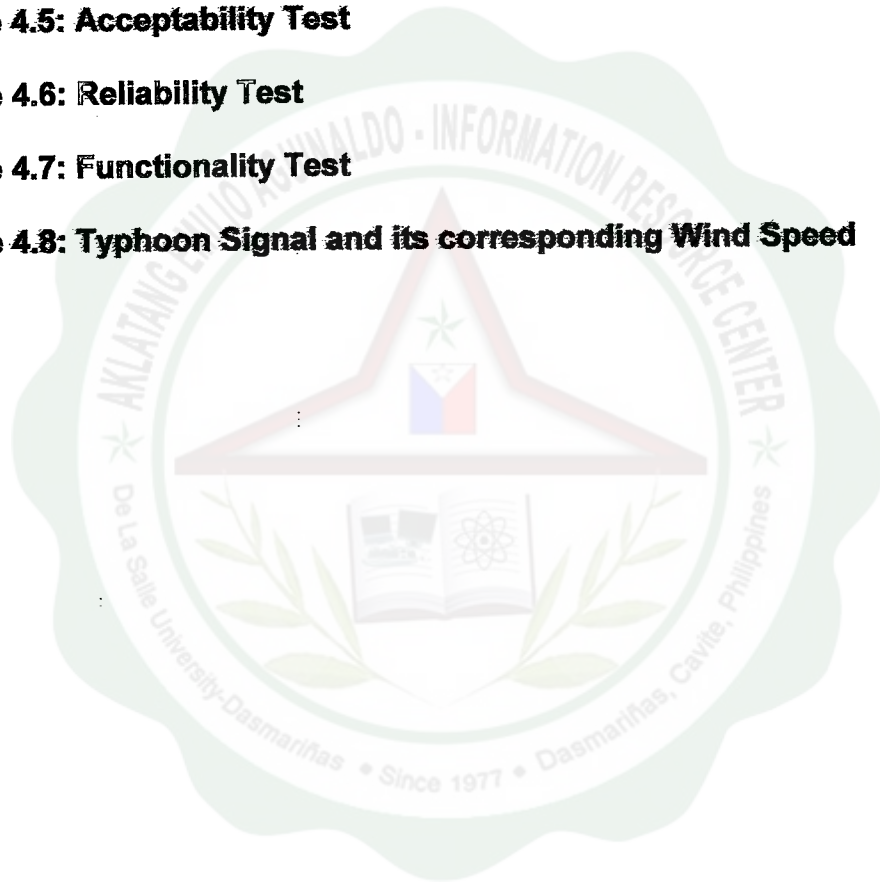 e 4.5: Acceptability Test
e 4.6: Reliability Test
e 4.7: Functionality Test
e 4.8: Typhoon Signal and its corresponding Wind Speed
AKLATANG EMILIO AGUINALDO - INFORMATION RESOURCE CENTER
De La Salle University-Dasmariñas • Since 1977 • Dasmariñas, Cavite, Philippines